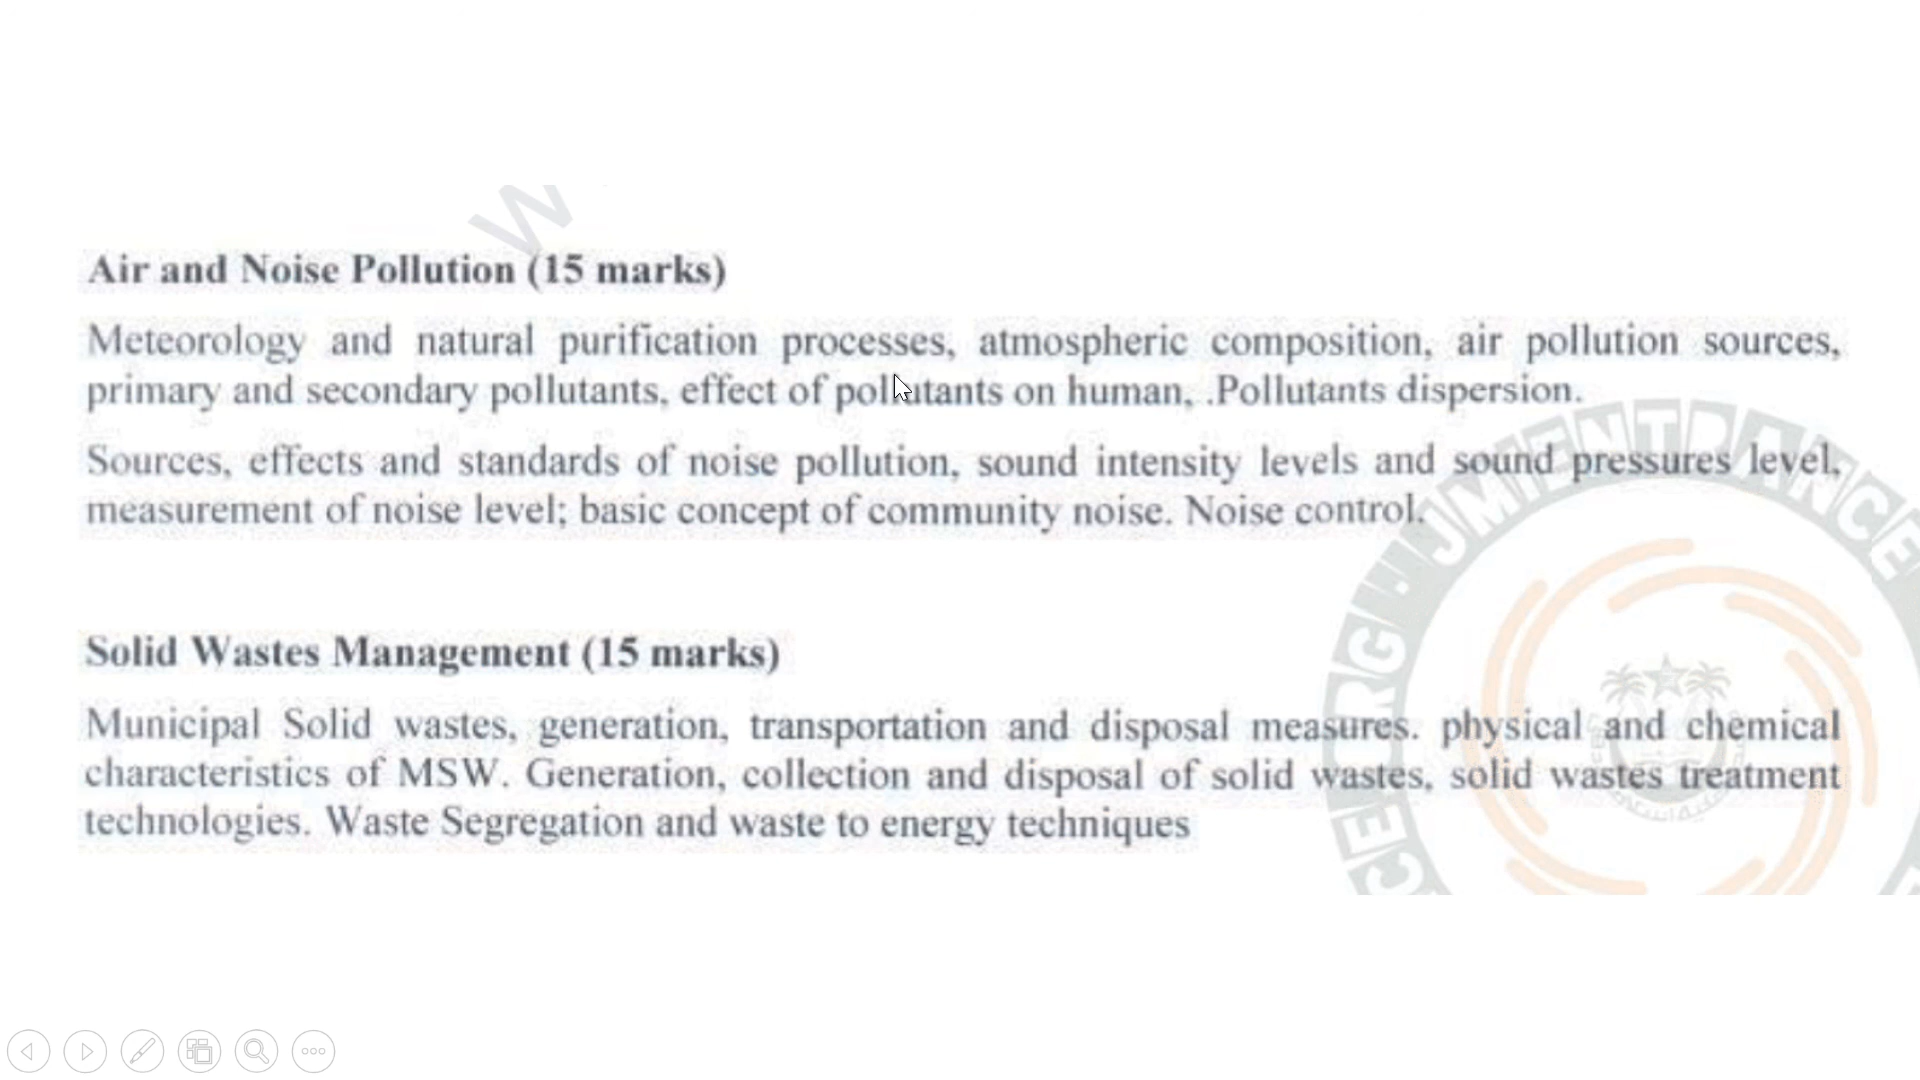 W
Air and Noise Pollution (15 marks)
Meteorology and natural purification processes, atmospheric composition, air pollution sources,
primary and secondary pollutants, effect of pollutants on human, .Pollutants dispersion.
Sources, effects and standards of noise pollution, sound intensity levels and sound pressures level,
measurement of noise level; basic concept of community noise. Noise control.
JMIENTRANCE
Solid Wastes Management (15 marks)
Municipal Solid wastes, generation, transportation and disposal measures. physical and chemical
characteristics of MSW. Generation, collection and disposal of solid wastes, solid wastes treatment
technologies. Waste Segregation and waste to energy techniques